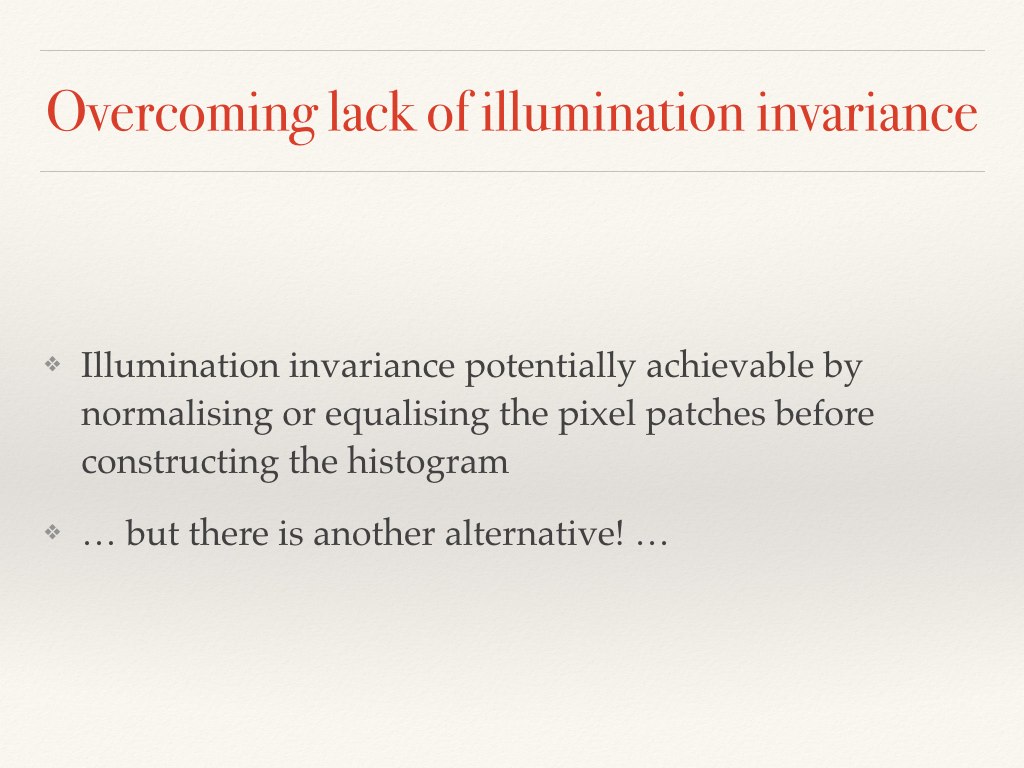 Overcoming lack of illumination invariance
❖ Illumination invariance potentially achievable by
normalising or equalising the pixel patches before
constructing the histogram
❖ … but there is another alternative! …